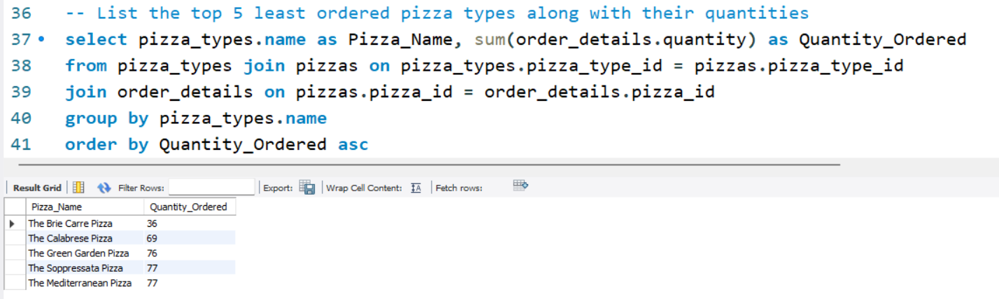 36 -- List the top 5 least ordered pizza types along with their quantities
37 select pizza_types.name as Pizza_Name, sum(order_details.quantity) as Quantity_Ordered
38 from pizza_types join pizzas on pizza_types.pizza_type_id = pizzas.pizza_type_id
39 join order_details on pizzas.pizza_id = order_details.pizza_id
40 group by pizza_types.name
41 order by Quantity_Ordered asc
Result Grid Filter Rows: Export: Wrap Cell Content: IA Fetch rows:
Pizza_Name Quantity_Ordered
The Brie Carre Pizza 36
The Calabrese Pizza 69
The Green Garden Pizza 76
The Soppressata Pizza 77
The Mediterranean Pizza 77